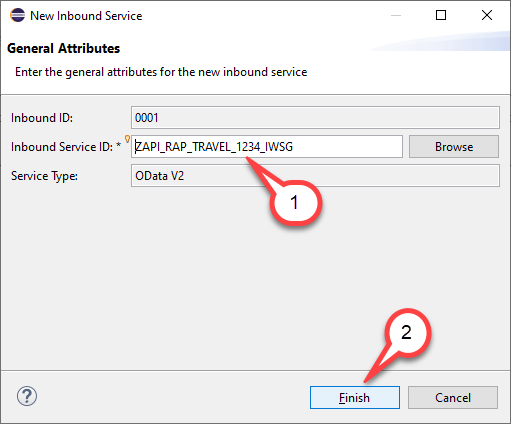 New Inbound Service
General Attributes
Enter the general attributes for the new inbound service
Inbound ID: 0001
Inbound Service ID: * ZAPI_RAP_TRAVEL_1234_IWSG Browse
Service Type: OData V2
1
2
? Finish Cancel